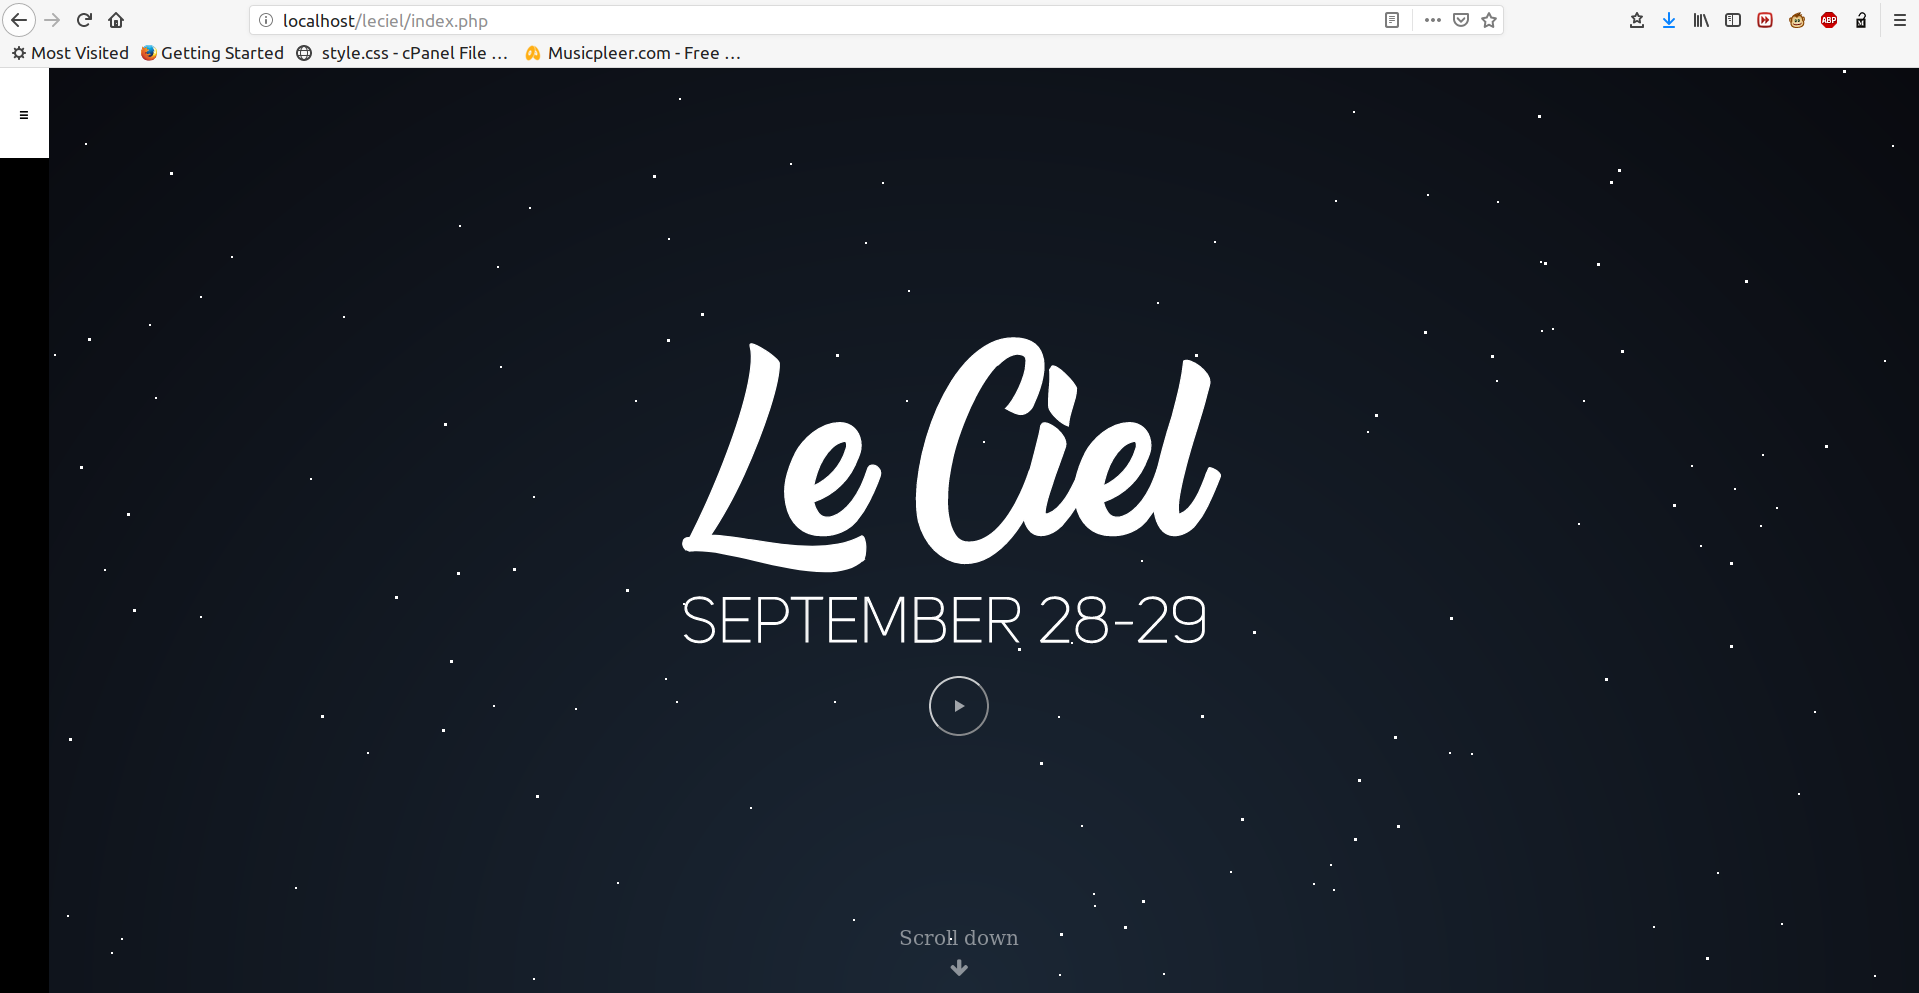 localhost/leciel/index.php
Most Visited Getting Started style.css - cPanel File ... Musicpleer.com - Free ...
Le Ciel
SEPTEMBER 28-29
Scroll down
ABP